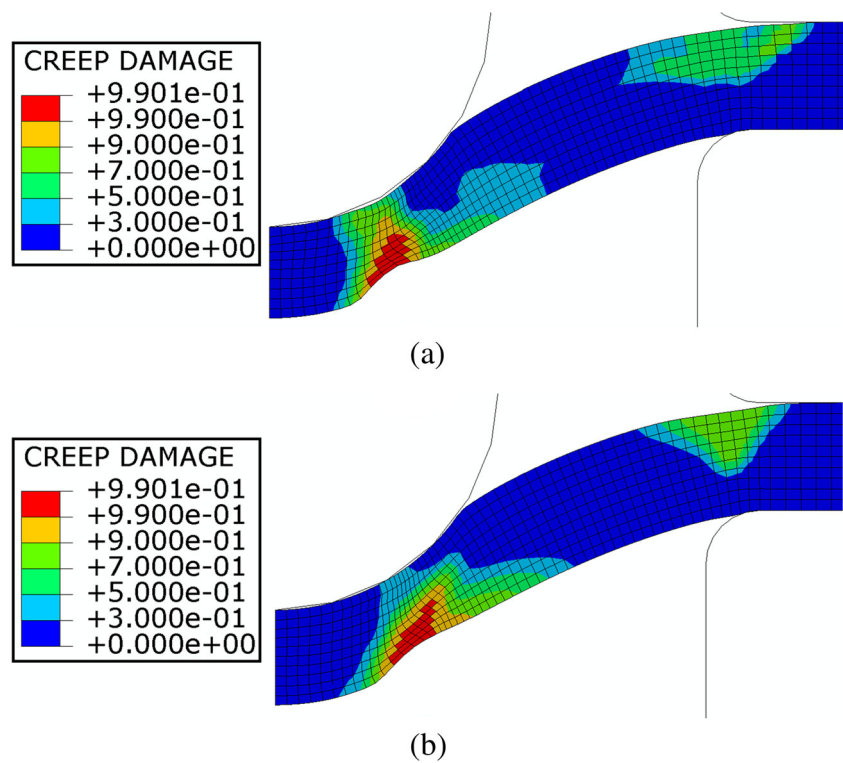 CREEP DAMAGE
+9.901e-01
+9.900e-01
+9.000e-01
+7.000e-01
+5.000e-01
+3.000e-01
+0.000e+00
(a)
CREEP DAMAGE
+9.901e-01
+9.900e-01
+9.000e-01
+7.000e-01
+5.000e-01
+3.000e-01
+0.000e+00
(b)